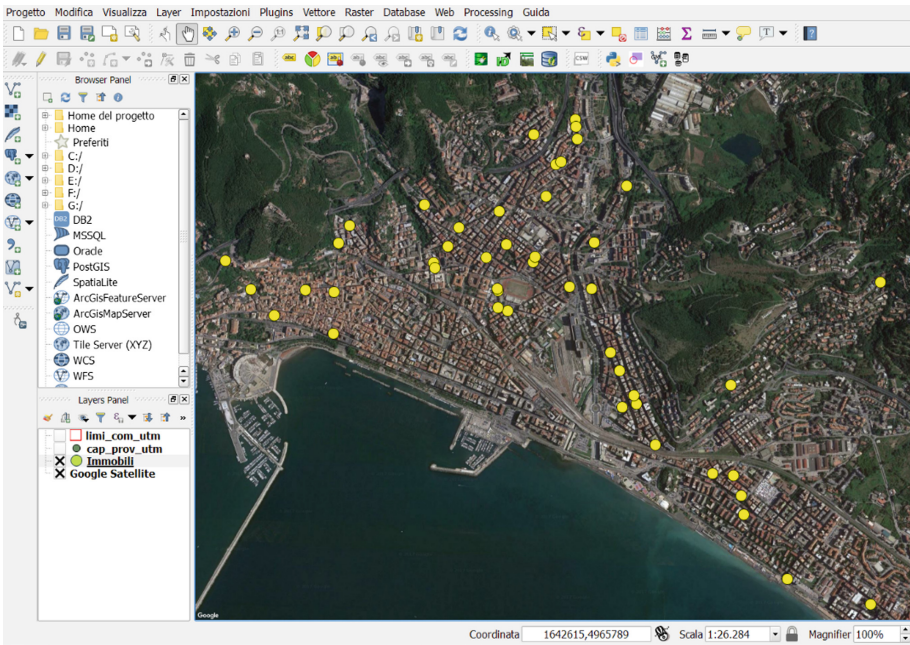 Progetto Modifica Visualizza Layer Impostazioni Plugins Vettore Raster Database Web Processing Guida
Browser Panel
Home del progetto
Home
Preferiti
C:/
D:/
E:/
F:/
G:/
DB2
MSSQL
Oracle
PostGIS
SpatiaLite
ArcGisFeatureServer
ArcGisMapServer
OWS
Tile Server (XYZ)
WCS
WFS
Layers Panel
limi_com_utm
cap_prov_utm
Immobili
Google Satellite
Google
Coordinata 1642615,4965789 Scala 1:26.284 Magnifier 100%